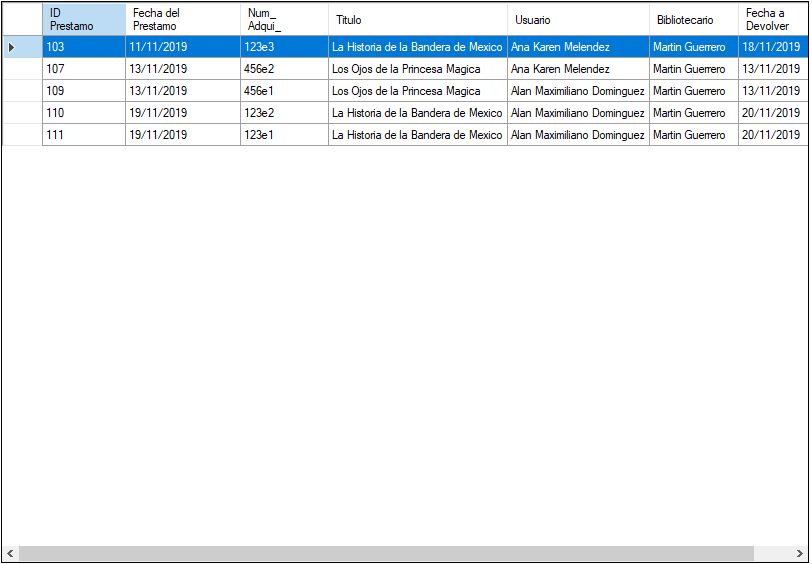 ID Prestamo Fecha del Prestamo Num_ Adqui_ Titulo Usuario Bibliotecario Fecha a Devolver
103 11/11/2019 123e3 La Historia de la Bandera de Mexico Ana Karen Melendez Martin Guerrero 18/11/2019
107 13/11/2019 456e2 Los Ojos de la Princesa Magica Ana Karen Melendez Martin Guerrero 13/11/2019
109 13/11/2019 456e1 Los Ojos de la Princesa Magica Alan Maximiliano Dominguez Martin Guerrero 13/11/2019
110 19/11/2019 123e2 La Historia de la Bandera de Mexico Alan Maximiliano Dominguez Martin Guerrero 20/11/2019
111 19/11/2019 123e1 La Historia de la Bandera de Mexico Alan Maximiliano Dominguez Martin Guerrero 20/11/2019